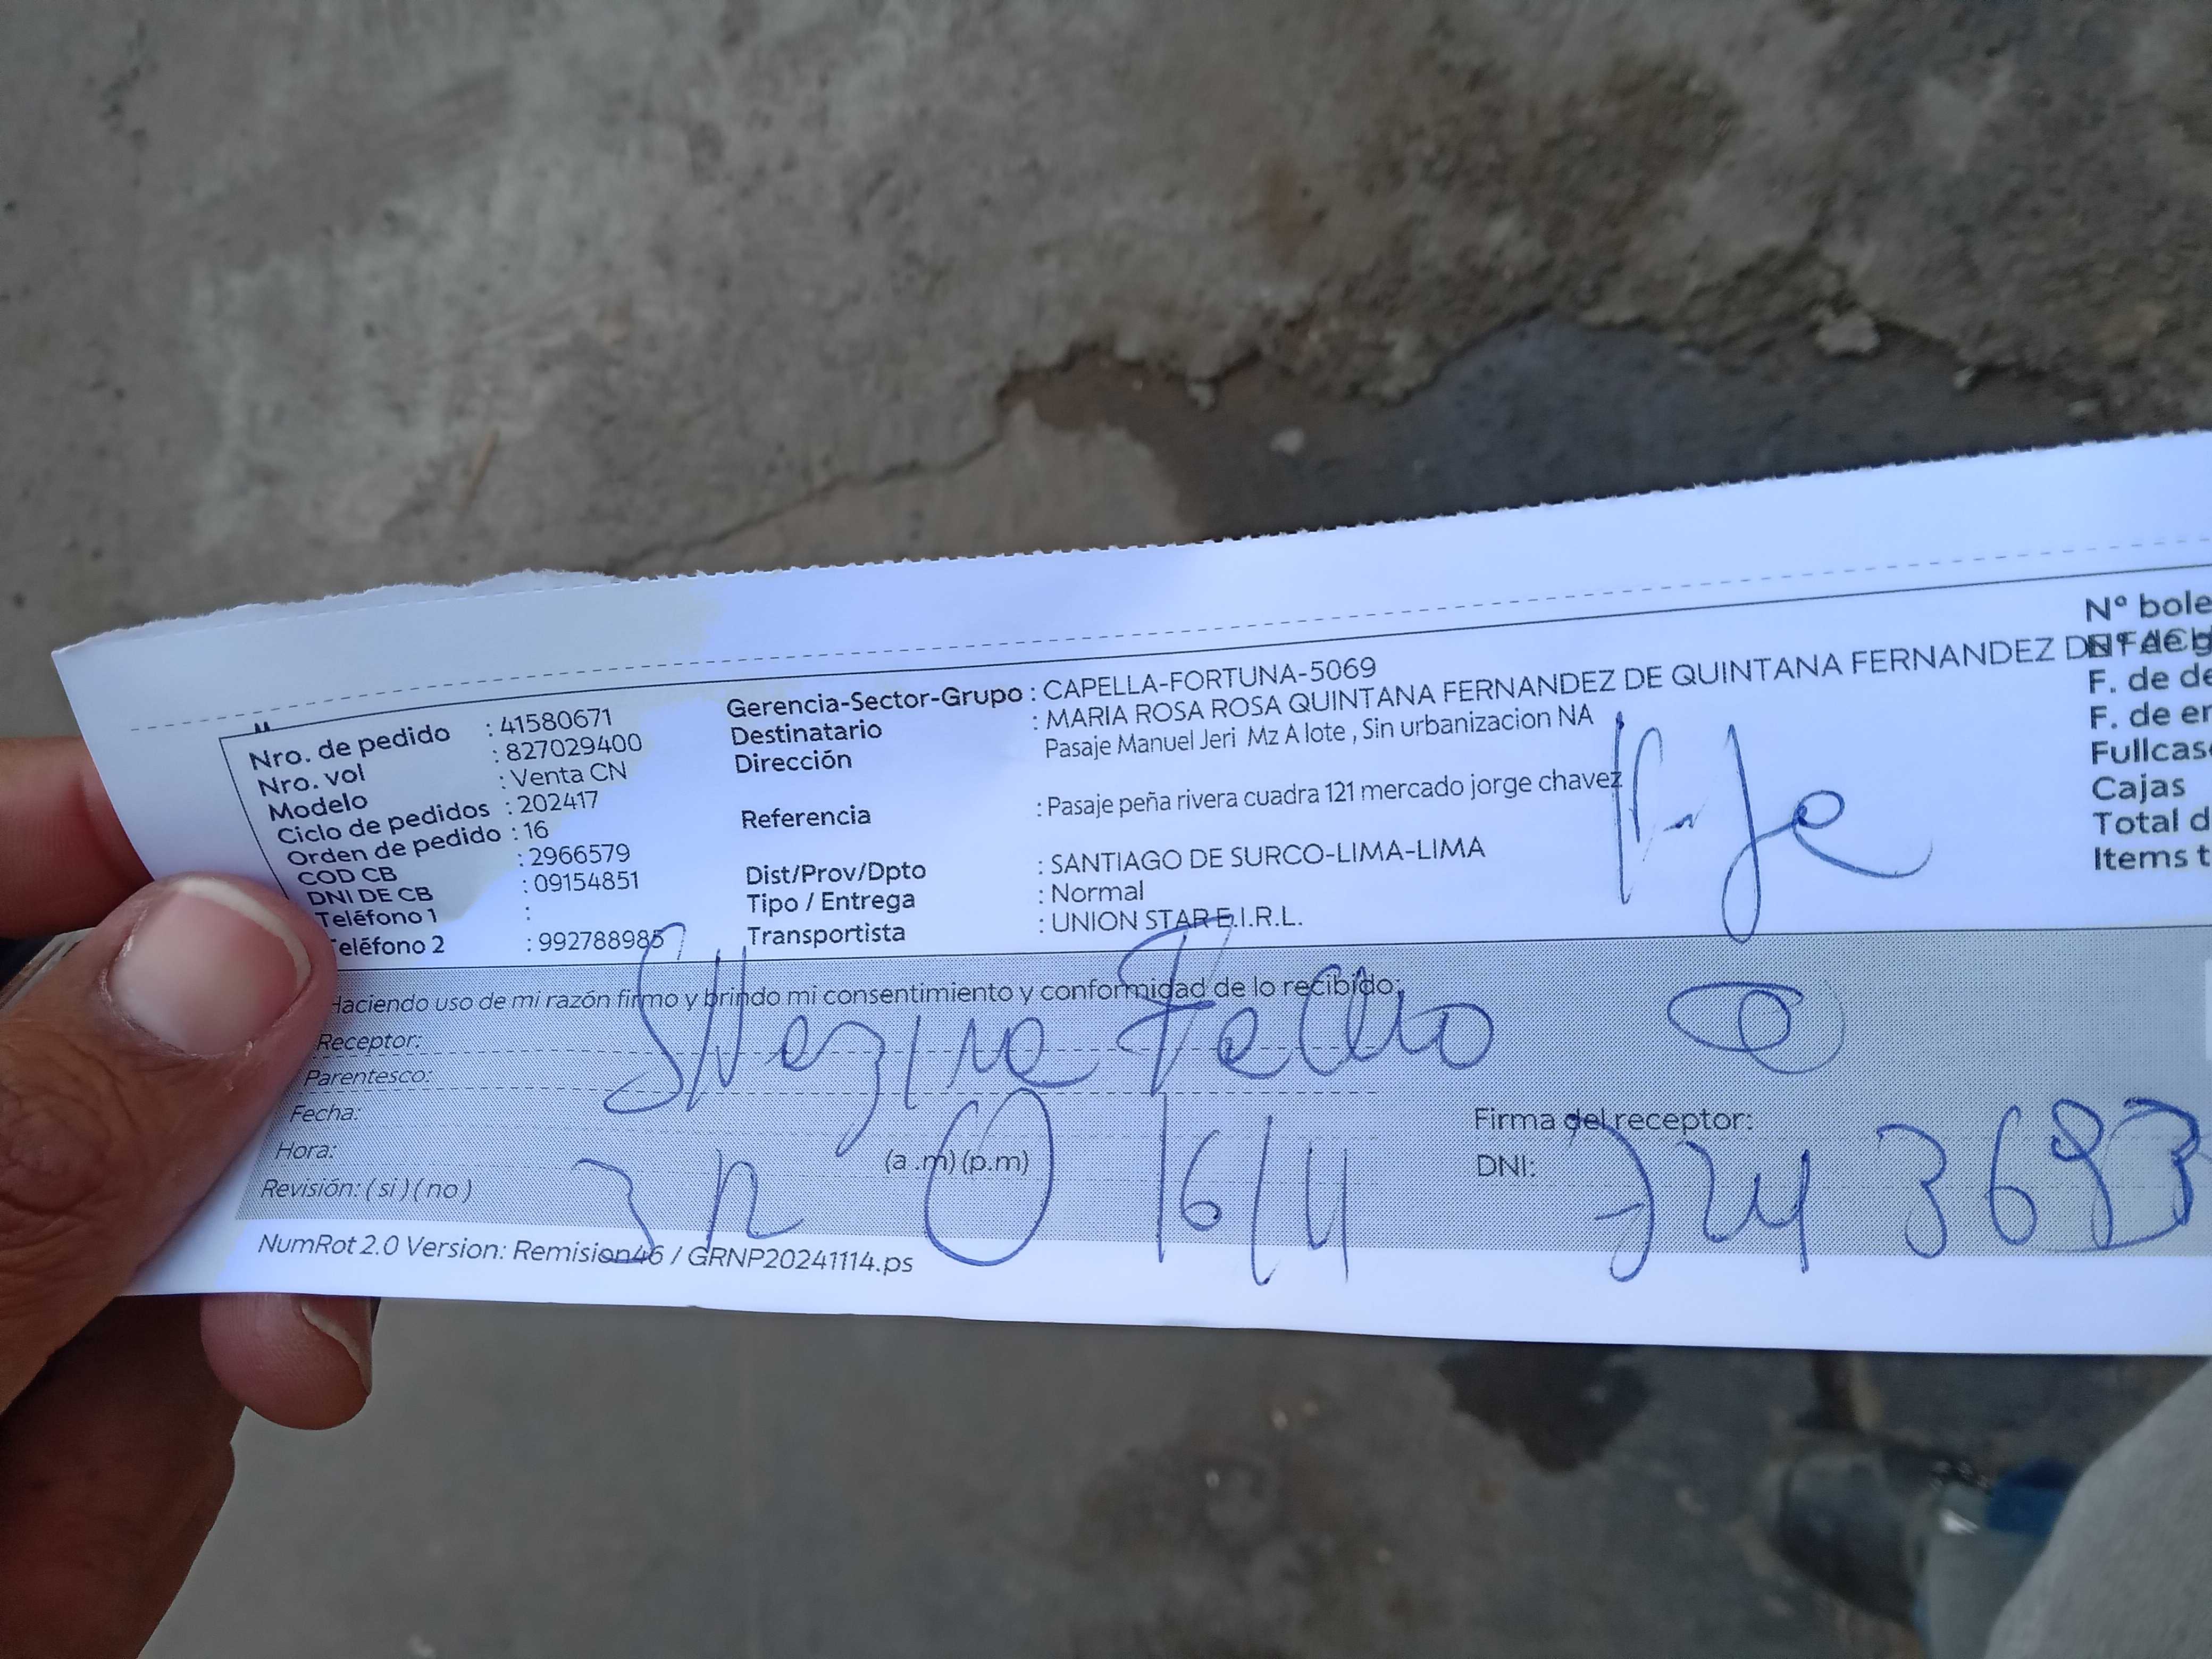 Nro. de pedido : 41580671
Nro. vol : 827029400
Modelo : Venta CN
Ciclo de pedidos : 202417
Orden de pedido : 16
COD CB : 2966579
DNI DE CB : 09154851
Teléfono 1 :
eléfono 2 : 992788985
Gerencia-Sector-Grupo : CAPELLA-FORTUNA-5069
Destinatario : MARIA ROSA ROSA QUINTANA FERNANDEZ DE QUINTANA FERNANDEZ
Dirección Pasaje Manuel Jeri Mz A lote , Sin urbanizacion NA
Referencia : Pasaje peña rivera cuadra 121 mercado jorge chavez
Dist/Prov/Dpto : SANTIAGO DE SURCO-LIMA-LIMA
Tipo / Entrega : Normal
Transportista : UNION STAR E.I.R.L.
N° bole
F. de de
F. de en
Fullcas
Cajas
Total d
Items t
Haciendo uso de mi razón firmo y brindo mi consentimiento y conformidad de lo recibido:
Receptor:
Parentesco:
Fecha:
Hora: (a .m) (p.m)
Revisión: ( si ) ( no )
16/11
Firma del receptor:
DNI:
NumRot 2.0 Version: Remision46 / GRNP20241114.ps